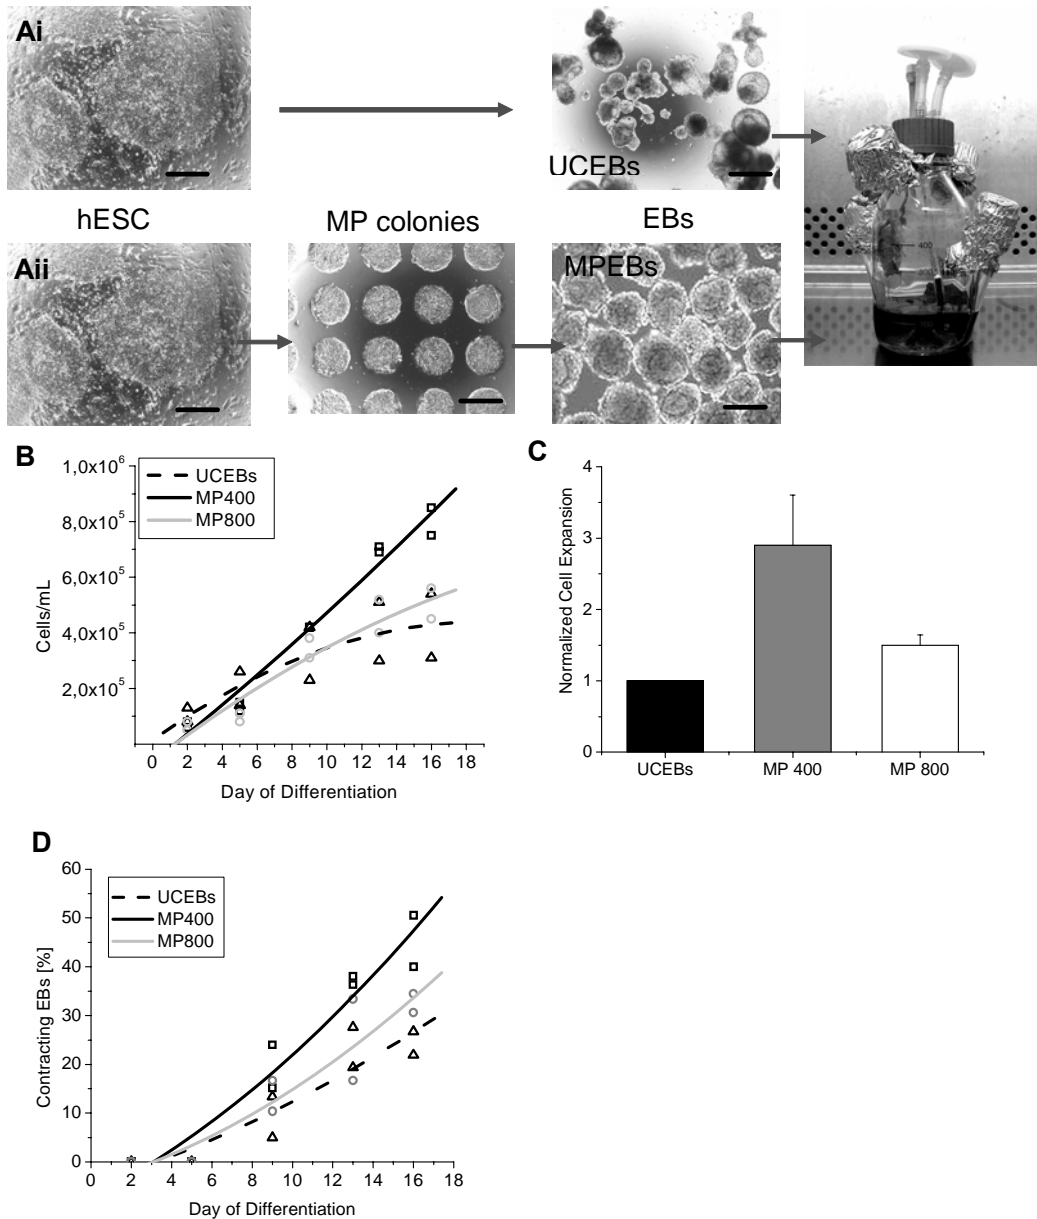 Ai
UCEBs
hESC
MP colonies
EBs
Aii
MPEBs
400
B
1,0x10⁶
8,0x10⁵
6,0x10⁵
4,0x10⁵
2,0x10⁵
Cells/mL
UCEBs
MP400
MP800
0 2 4 6 8 10 12 14 16 18
Day of Differentiation
C
4
3
2
1
0
Normalized Cell Expansion
UCEBs MP 400 MP 800
D
60
50
40
30
20
10
0
Contracting EBs [%]
UCEBs
MP400
MP800
0 2 4 6 8 10 12 14 16 18
Day of Differentiation